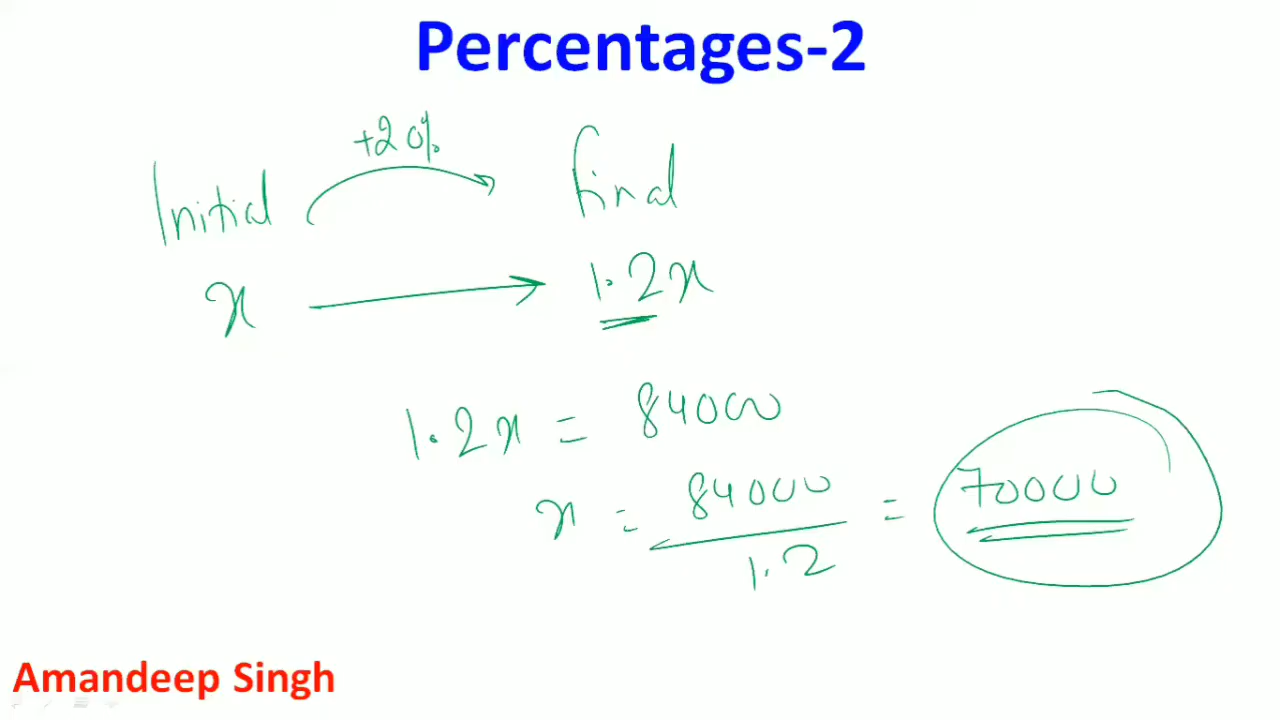 Percentages-2
+20%
Initial Final
x 1.2x
1.2x = 84000
x = 84000 / 1.2 = 70000
Amandeep Singh